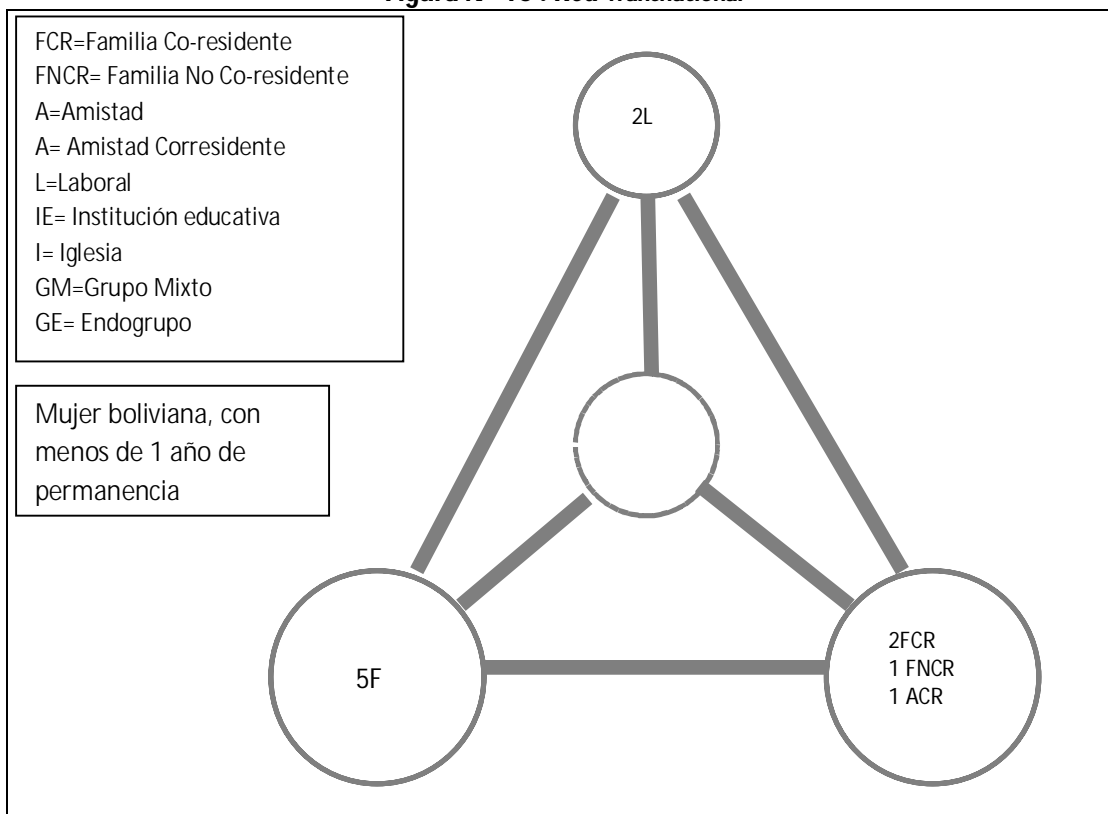 Transnacional
FCR=Familia Co-residente
FNCR= Familia No Co-residente
A=Amistad
A= Amistad Corresidente
L=Laboral
IE= Institución educativa
I= Iglesia
GM=Grupo Mixto
GE= Endogrupo
Mujer boliviana, con
menos de 1 año de
permanencia
2L
5F
2FCR
1 FNCR
1 ACR